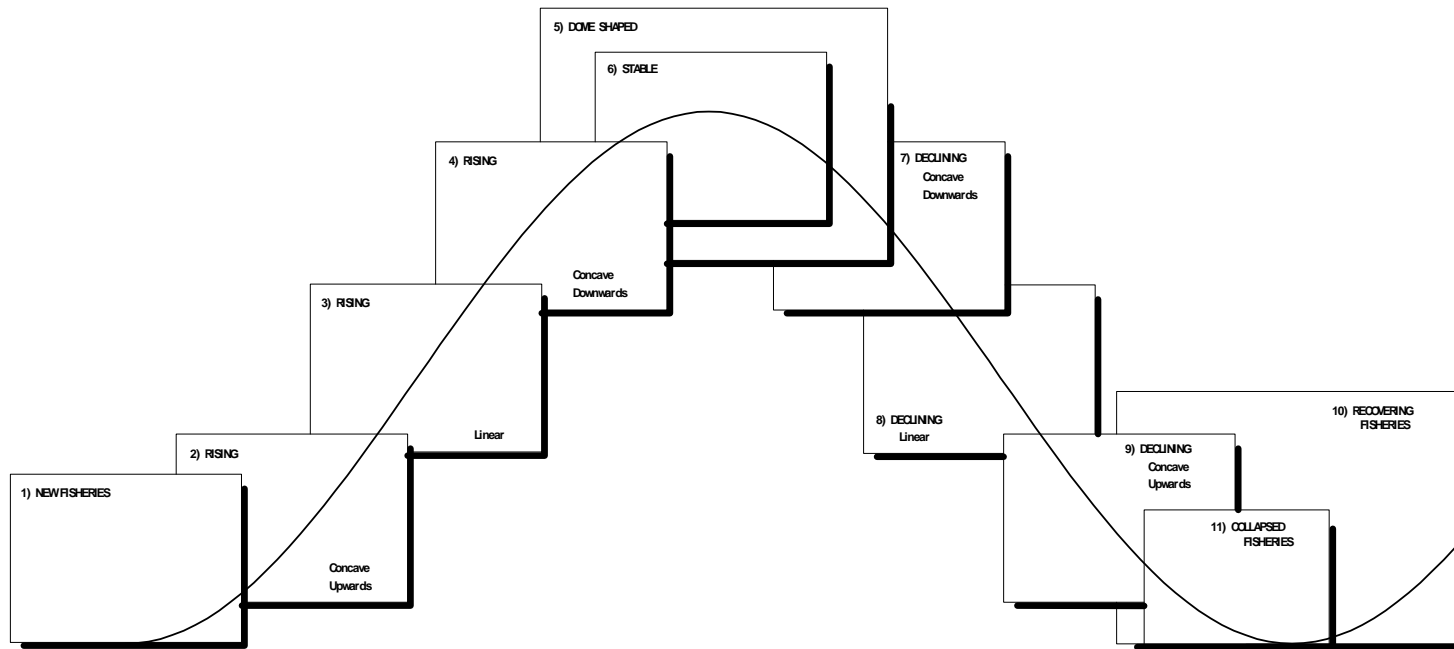 5) DOME SHAPED
6) STABLE
4) RISING
Concave
Downwards
7) DECLINING
Concave
Downwards
3) RISING
Linear
8) DECLINING
Linear
2) RISING
Concave
Upwards
1) NEW FISHERIES
10) RECOVERING
FISHERIES
9) DECLINING
Concave
Upwards
11) COLLAPSED
FISHERIES